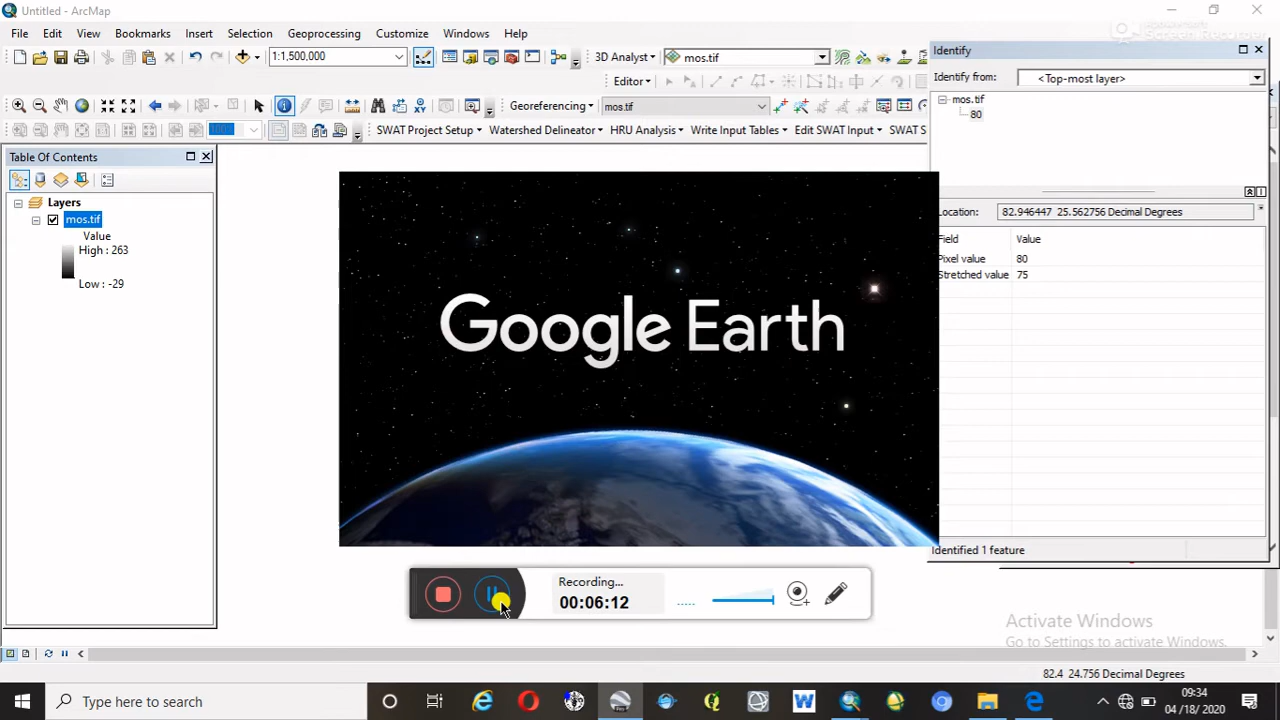 Untitled - ArcMap
File Edit View Bookmarks Insert Selection Geoprocessing Customize Windows Help
1:1,500,000
3D Analyst
mos.tif
Editor
Georeferencing
mos.tif
SWAT Project Setup Watershed Delineator HRU Analysis Write Input Tables Edit SWAT Input SWAT S
Table Of Contents
Layers
mos.tif
Value
High : 263
Low : -29
Google Earth
Identify
Identify from: <Top-most layer>
mos.tif
80
Location: 82.946447 25.562756 Decimal Degrees
Field Value
Pixel value 80
Stretched value 75
Identified 1 feature
Recording...
00:06:12
Activate Windows
Go to Settings to activate Windows.
82.4 24.756 Decimal Degrees
Type here to search
09:34
04/18/2020